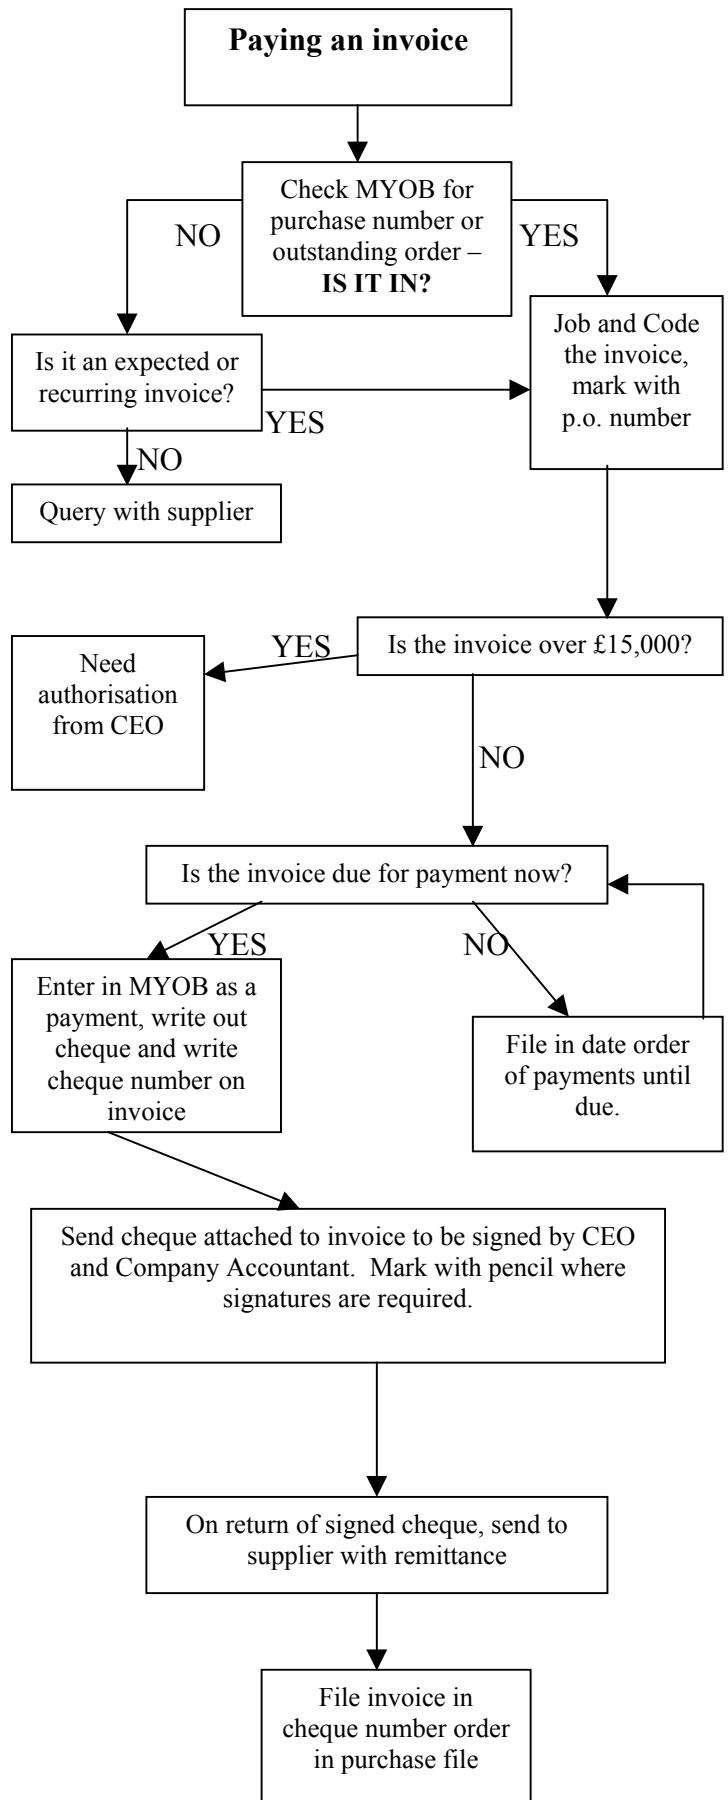 Paying an invoice
Check MYOB for
purchase number or
outstanding order –
IS IT IN?
NO
YES
Job and Code
the invoice,
mark with
p.o. number
Is it an expected or
recurring invoice?
YES
NO
Query with supplier
Is the invoice over £15,000?
YES
Need
authorisation
from CEO
NO
Is the invoice due for payment now?
YES
NO
Enter in MYOB as a
payment, write out
cheque and write
cheque number on
invoice
File in date order
of payments until
due.
Send cheque attached to invoice to be signed by CEO
and Company Accountant.  Mark with pencil where
signatures are required.
On return of signed cheque, send to
supplier with remittance
File invoice in
cheque number order
in purchase file